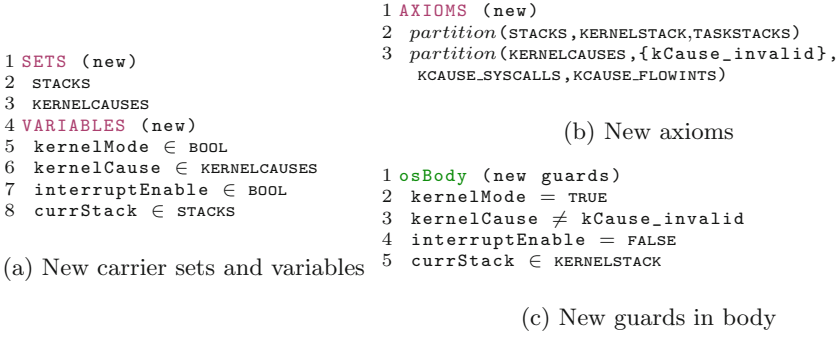 1 SETS (new)
2 STACKS
3 KERNELCAUSES
4 VARIABLES (new)
5 kernelMode ∈ BOOL
6 kernelCause ∈ KERNELCAUSES
7 interruptEnable ∈ BOOL
8 currStack ∈ STACKS
(a) New carrier sets and variables
1 AXIOMS (new)
2 partition(STACKS,KERNELSTACK,TASKSTACKS)
3 partition(KERNELCAUSES,{kCause_invalid},
KCAUSE_SYSCALLS,KCAUSE_FLOWINTS)
(b) New axioms
1 osBody (new guards)
2 kernelMode = TRUE
3 kernelCause ≠ kCause_invalid
4 interruptEnable = FALSE
5 currStack ∈ KERNELSTACK
(c) New guards in body